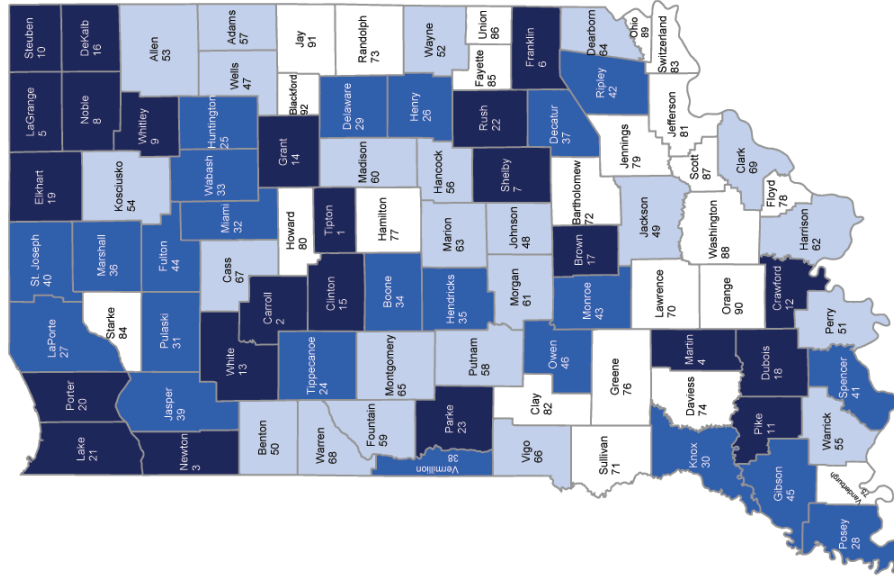 Lake
21
Porter
20
LaPorte
27
St. Joseph
40
Elkhart
19
LaGrange
5
Steuben
10
Starke
84
Marshall
36
Kosciusko
54
Noble
8
DeKalb
16
Newton
3
Jasper
39
Pulaski
31
Fulton
44
Whitley
9
Allen
53
White
13
Cass
67
Miami
32
Wabash
33
Huntington
25
Wells
47
Adams
57
Benton
50
Carroll
2
Howard
80
Grant
14
Blackford
92
Jay
91
Warren
68
Tippecanoe
24
Clinton
15
Tipton
1
Delaware
29
Randolph
73
Fountain
59
Montgomery
65
Boone
34
Hamilton
77
Madison
60
Henry
26
Wayne
52
Vermillion
38
Parke
23
Putnam
58
Hendricks
35
Marion
63
Hancock
56
Rush
22
Fayette
85
Union
86
Vigo
66
Clay
82
Owen
46
Morgan
61
Johnson
48
Shelby
7
Decatur
37
Franklin
6
Sullivan
71
Greene
76
Monroe
43
Brown
17
Bartholomew
72
Jennings
79
Ripley
42
Dearborn
64
Ohio
89
Knox
30
Daviess
74
Martin
4
Lawrence
70
Jackson
49
Scott
87
Jefferson
81
Switzerland
83
Gibson
45
Pike
11
Dubois
18
Orange
90
Washington
88
Clark
69
Posey
28
Vanderburgh
75
Warrick
55
Spencer
41
Perry
51
Crawford
12
Harrison
62
Floyd
78